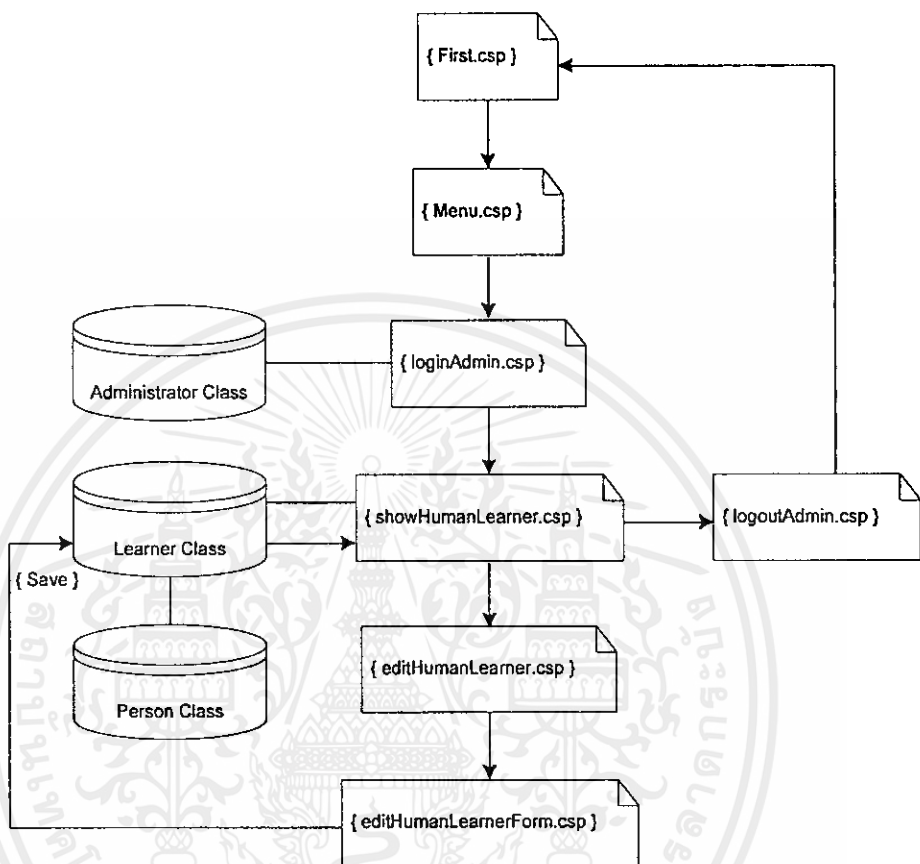 { First.csp }
{ Menu.csp }
{ loginAdmin.csp }
Administrator Class
{ showHumanLearner.csp }
{ logoutAdmin.csp }
Learner Class
{ Save }
{ editHumanLearner.csp }
Person Class
{ editHumanLearnerForm.csp }